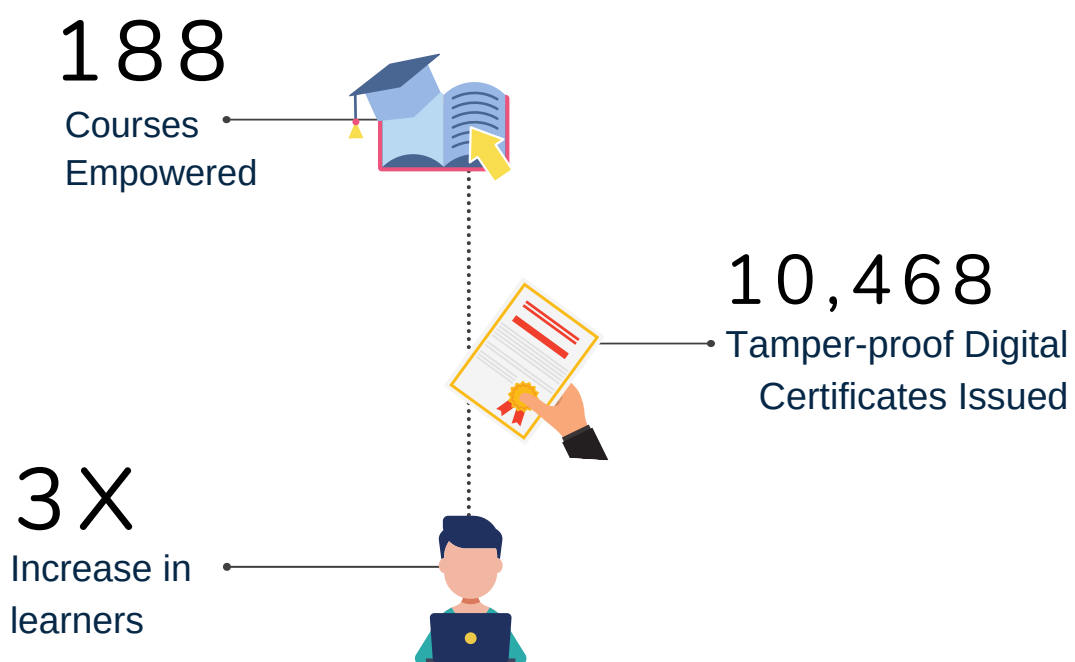 188
Courses
Empowered
10,468
Tamper-proof Digital
Certificates Issued
3X
Increase in
learners